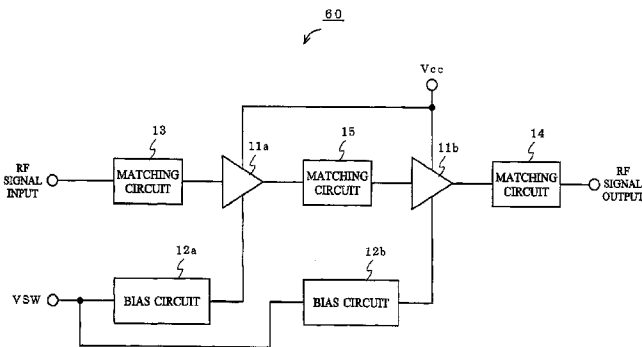 60
Vcc
13
11a
15
11b
14
RF
SIGNAL
INPUT
MATCHING
CIRCUIT
MATCHING
CIRCUIT
MATCHING
CIRCUIT
RF
SIGNAL
OUTPUT
12a
12b
VSW
BIAS CIRCUIT
BIAS CIRCUIT